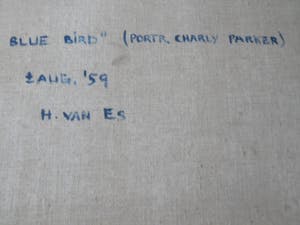 BLUE BIRD" (PORTR. CHARLY PARKER)
± AUG. '59
H. VAN ES